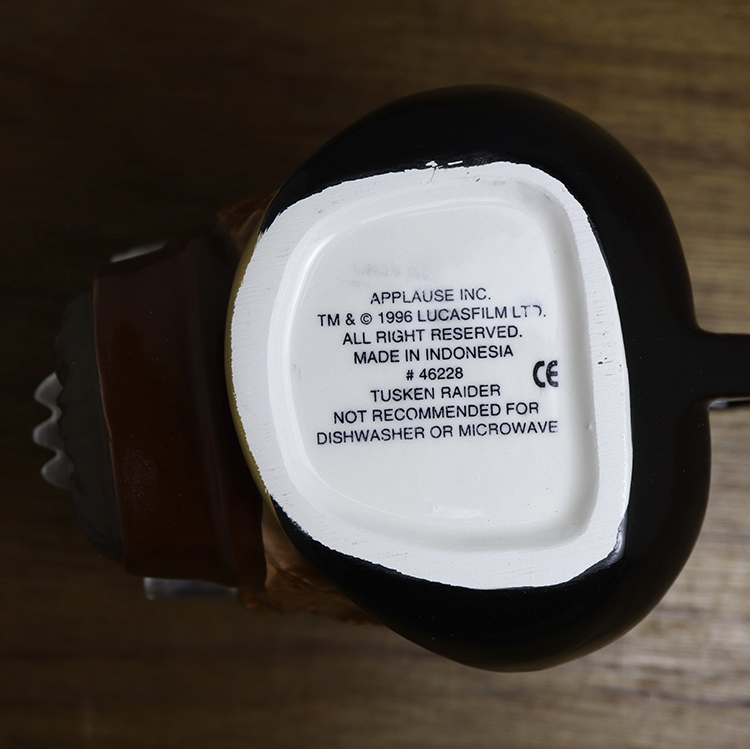 APPLAUSE INC.
TM & © 1996 LUCASFILM LTD.
ALL RIGHT RESERVED.
MADE IN INDONESIA
# 46228
CE
TUSKEN RAIDER
NOT RECOMMENDED FOR
DISHWASHER OR MICROWAVE